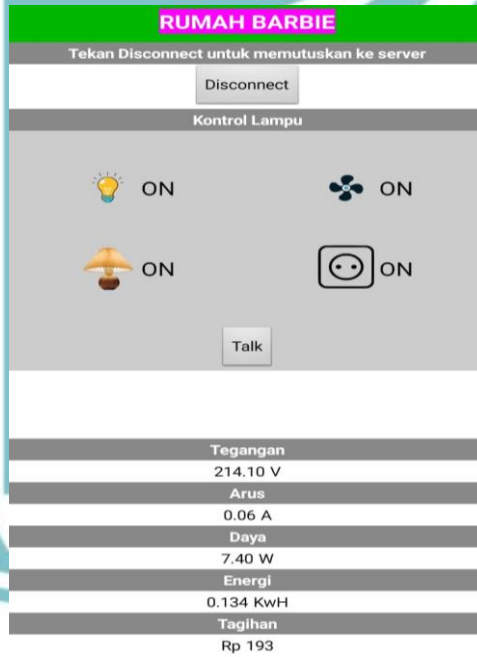 RUMAH BARBIE
Tekan Disconnect untuk memutuskan ke server
Disconnect
Kontrol Lampu
ON ON
ON ON
Talk
Tegangan
214.10 V
Arus
0.06 A
Daya
7.40 W
Energi
0.134 KwH
Tagihan
Rp 193